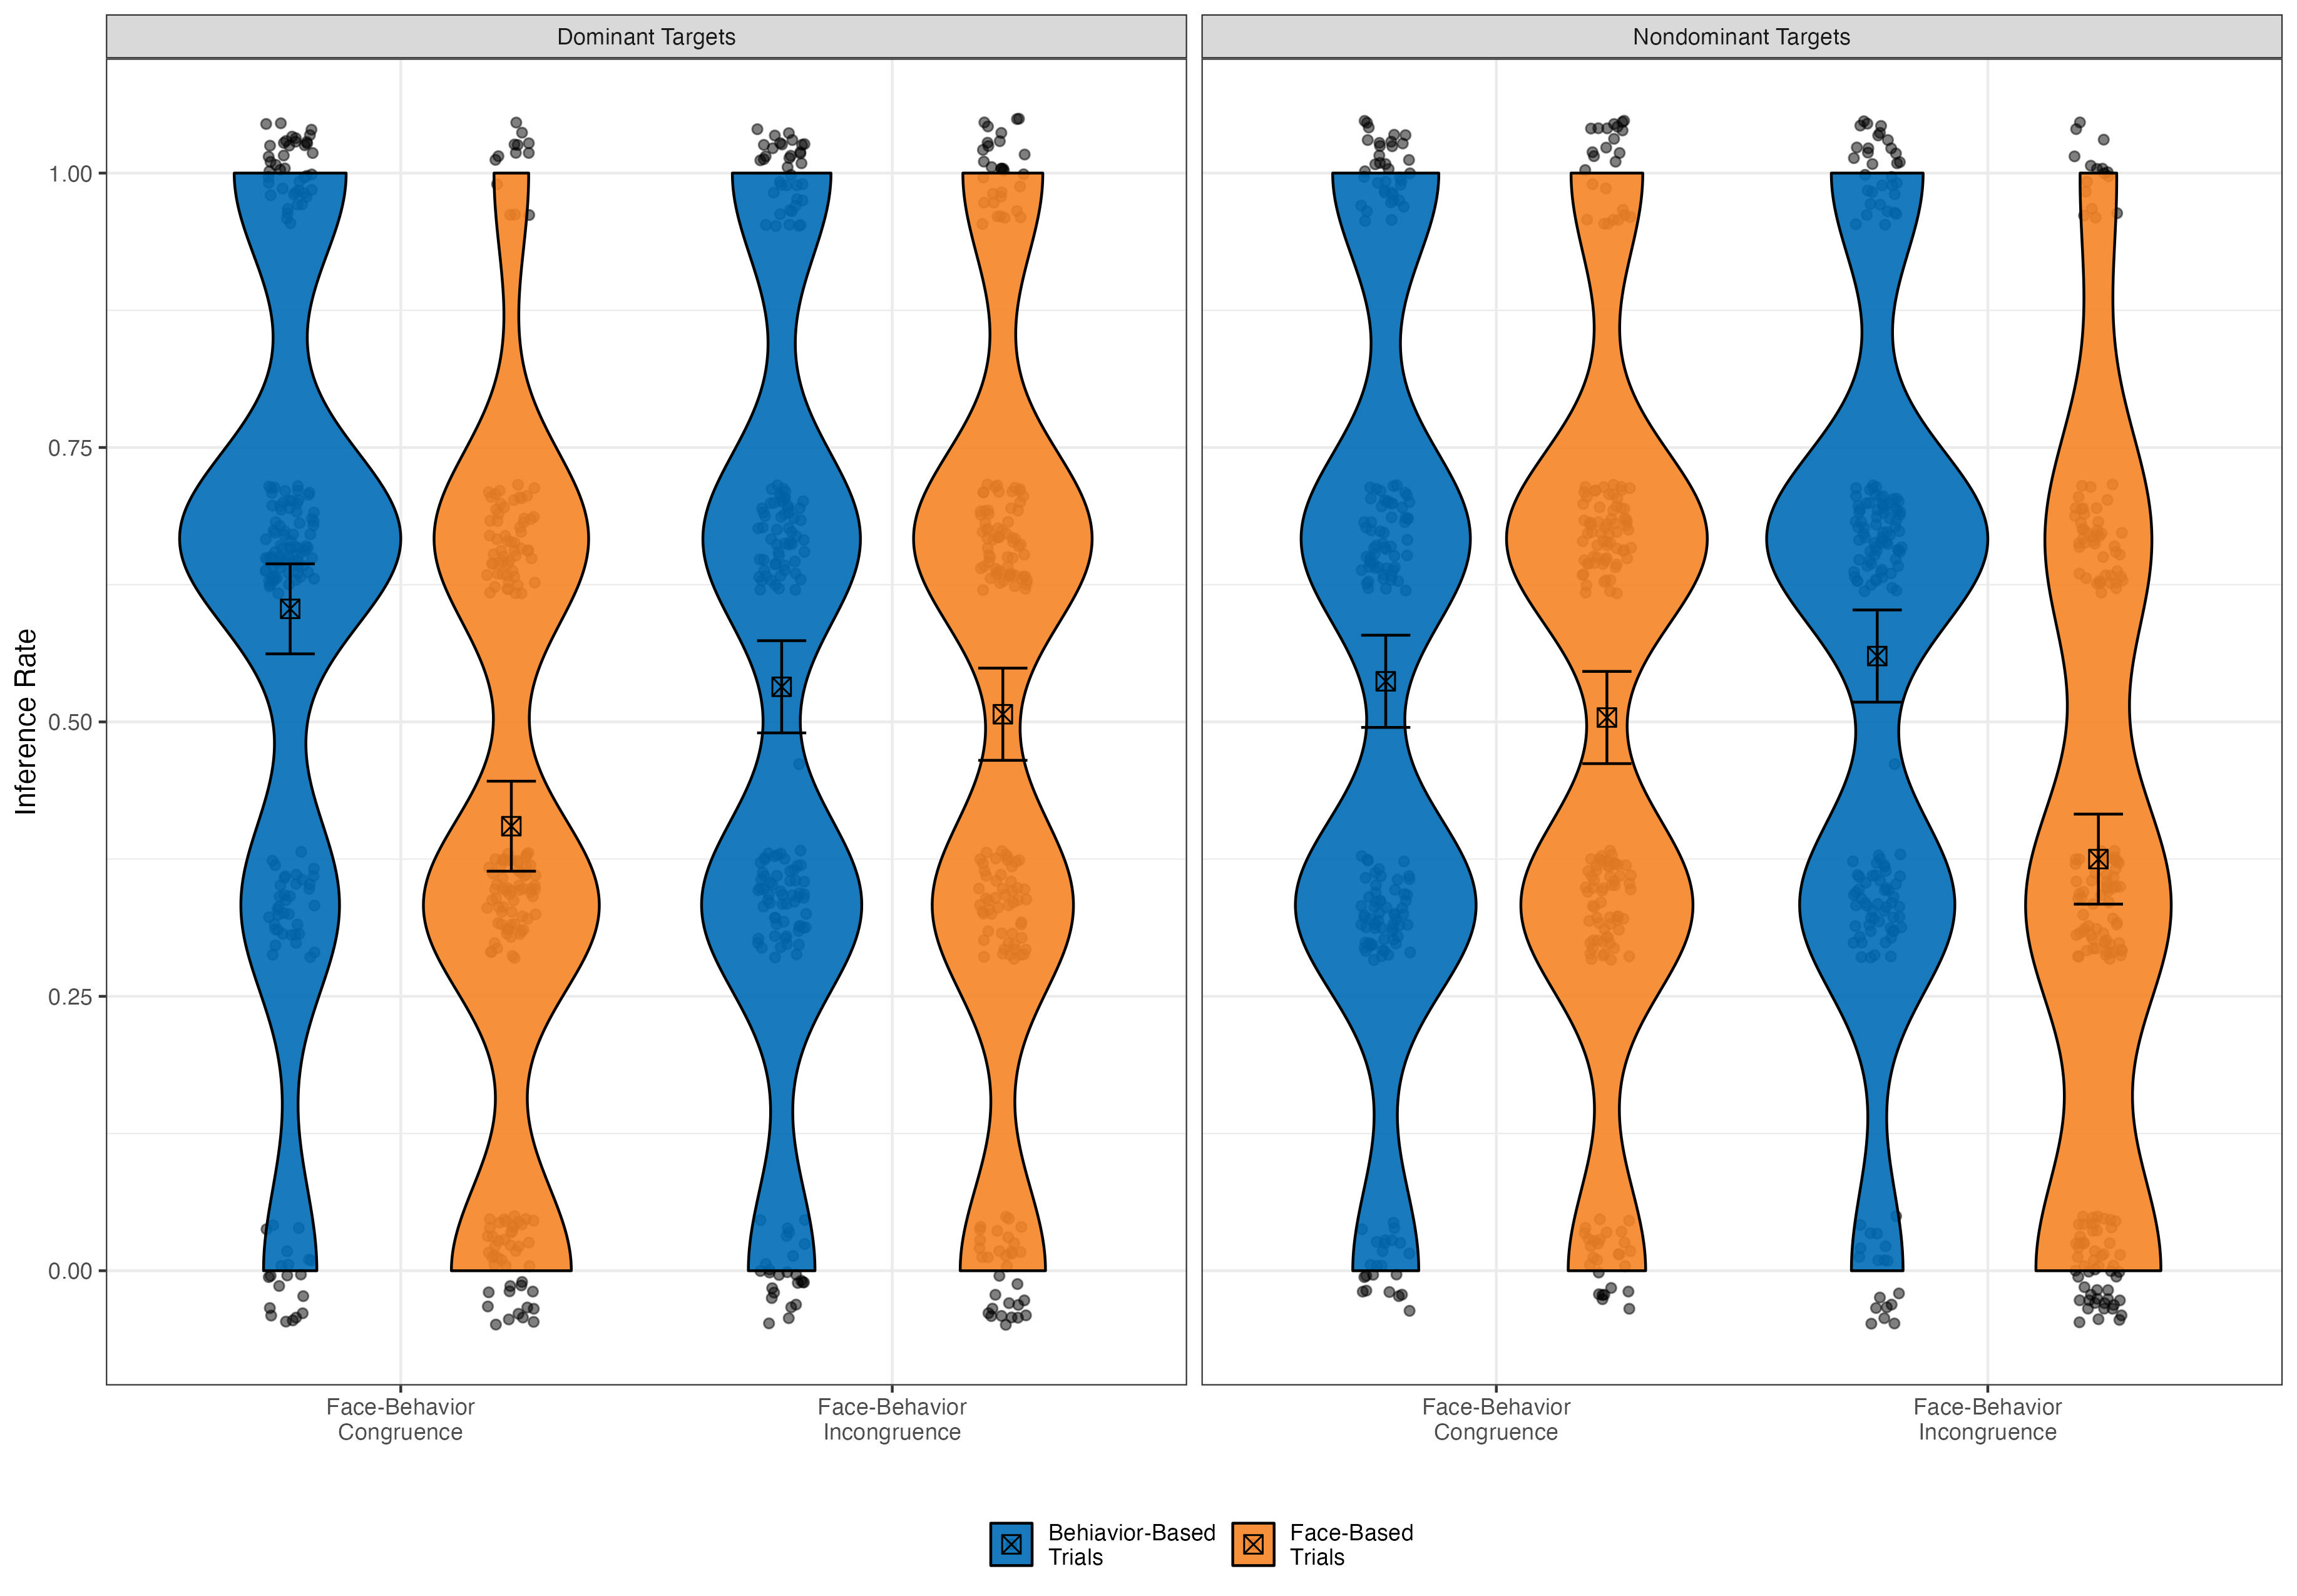 Dominant Targets
Nondominant Targets
Inference Rate
1.00
0.75
0.50
0.25
0.00
Face-Behavior
Congruence
Face-Behavior
Incongruence
Face-Behavior
Congruence
Face-Behavior
Incongruence
Behiavior-Based
Trials
Face-Based
Trials